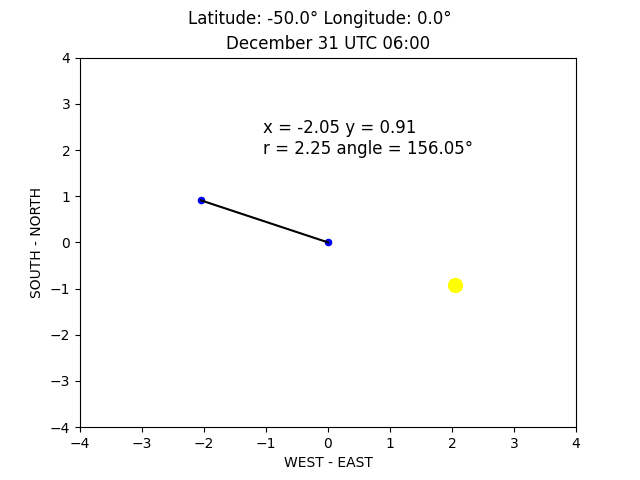 Latitude: -50.0° Longitude: 0.0°
December 31 UTC 06:00
x = -2.05 y = 0.91
r = 2.25 angle = 156.05°
SOUTH - NORTH
4
3
2
1
0
−1
−2
−3
−4
−4 −3 −2 −1 0 1 2 3 4
WEST - EAST